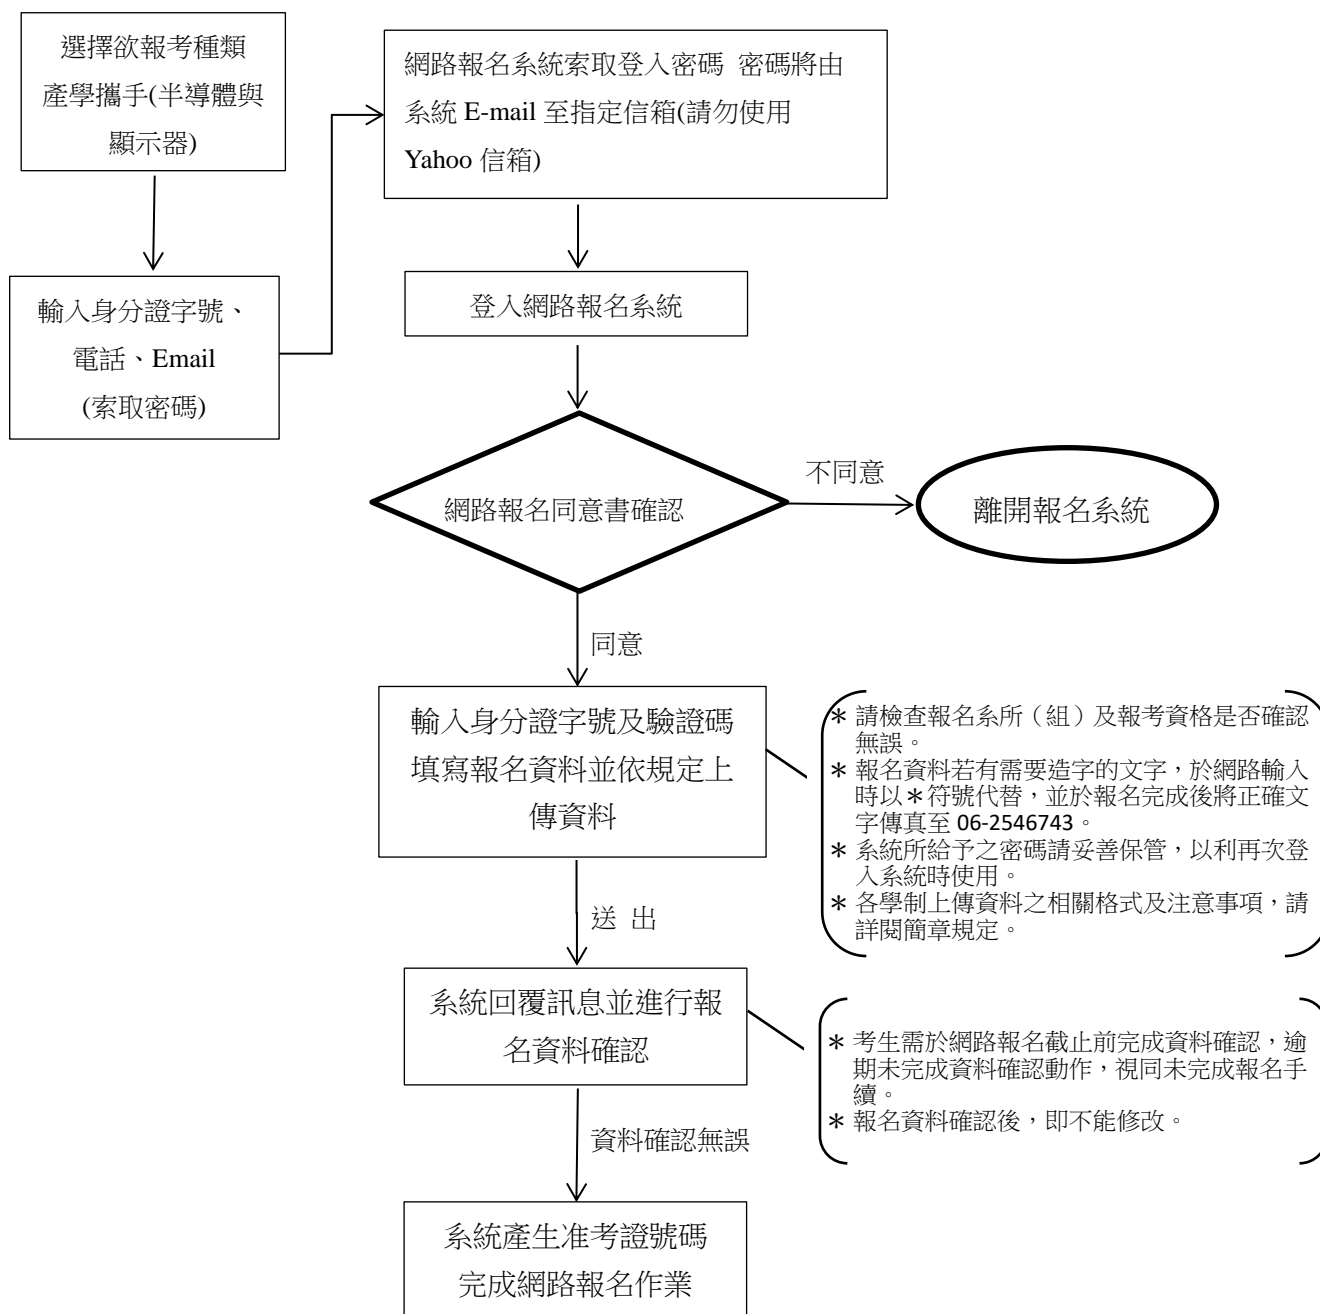 選擇欲報考種類
產學攜手(半導體與
顯示器)
輸入身分證字號、
電話、Email
(索取密碼)
網路報名系統索取登入密碼 密碼將由
系統 E-mail 至指定信箱(請勿使用
Yahoo 信箱)
登入網路報名系統
網路報名同意書確認
不同意
離開報名系統
同意
輸入身分證字號及驗證碼
填寫報名資料並依規定上
傳資料
＊請檢查報名系所（組）及報考資格是否確認
無誤。
＊報名資料若有需要造字的文字，於網路輸入
時以＊符號代替，並於報名完成後將正確文
字傳真至 06-2546743。
＊系統所給予之密碼請妥善保管，以利再次登
入系統時使用。
＊各學制上傳資料之相關格式及注意事項，請
詳閱簡章規定。
送 出
系統回覆訊息並進行報
名資料確認
＊考生需於網路報名截止前完成資料確認，逾
期未完成資料確認動作，視同未完成報名手
續。
＊報名資料確認後，即不能修改。
資料確認無誤
系統產生准考證號碼
完成網路報名作業